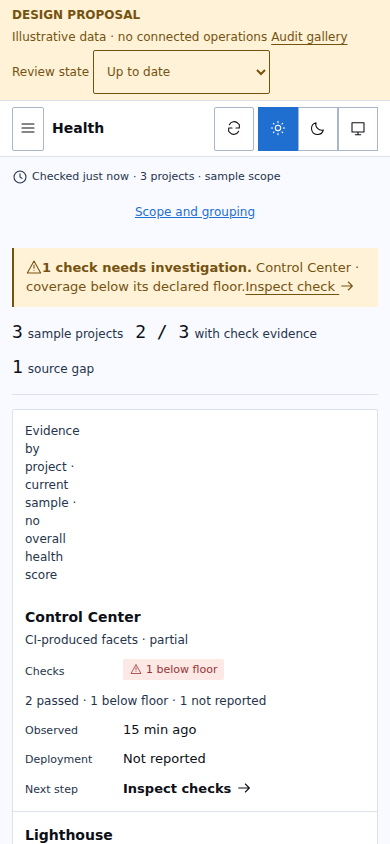 DESIGN PROPOSAL
Illustrative data · no connected operations Audit gallery
Review state Up to date
Health
Checked just now · 3 projects · sample scope
Scope and grouping
1 check needs investigation. Control Center ·
coverage below its declared floor.Inspect check →
3 sample projects 2 / 3 with check evidence
1 source gap
Evidence
by
project ·
current
sample ·
no
overall
health
score
Control Center
CI-produced facets · partial
Checks 1 below floor
2 passed · 1 below floor · 1 not reported
Observed 15 min ago
Deployment Not reported
Next step Inspect checks →
Lighthouse